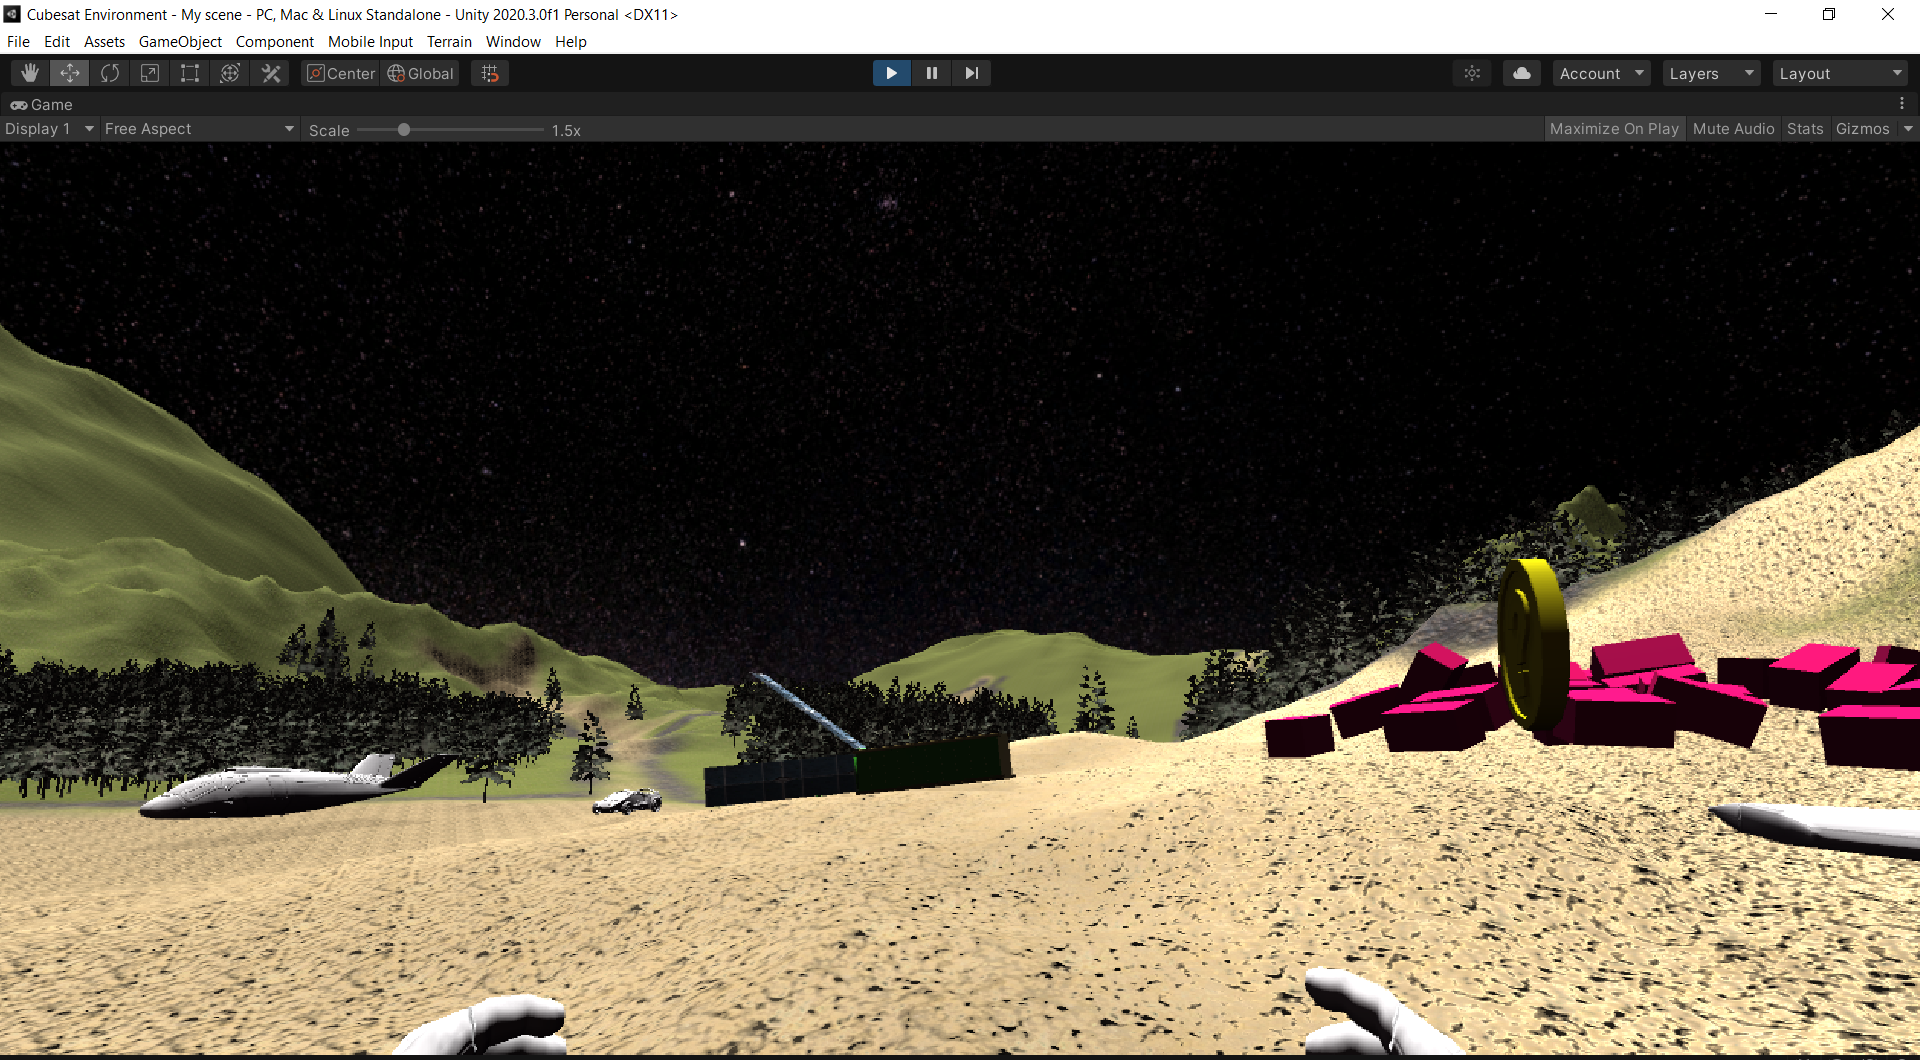 Cubesat Environment - My scene - PC, Mac & Linux Standalone - Unity 2020.3.0f1 Personal <DX11>
File Edit Assets GameObject Component Mobile Input Terrain Window Help
Center Global Account Layers Layout
Game
Display 1 Free Aspect Scale 1.5x Maximize On Play Mute Audio Stats Gizmos